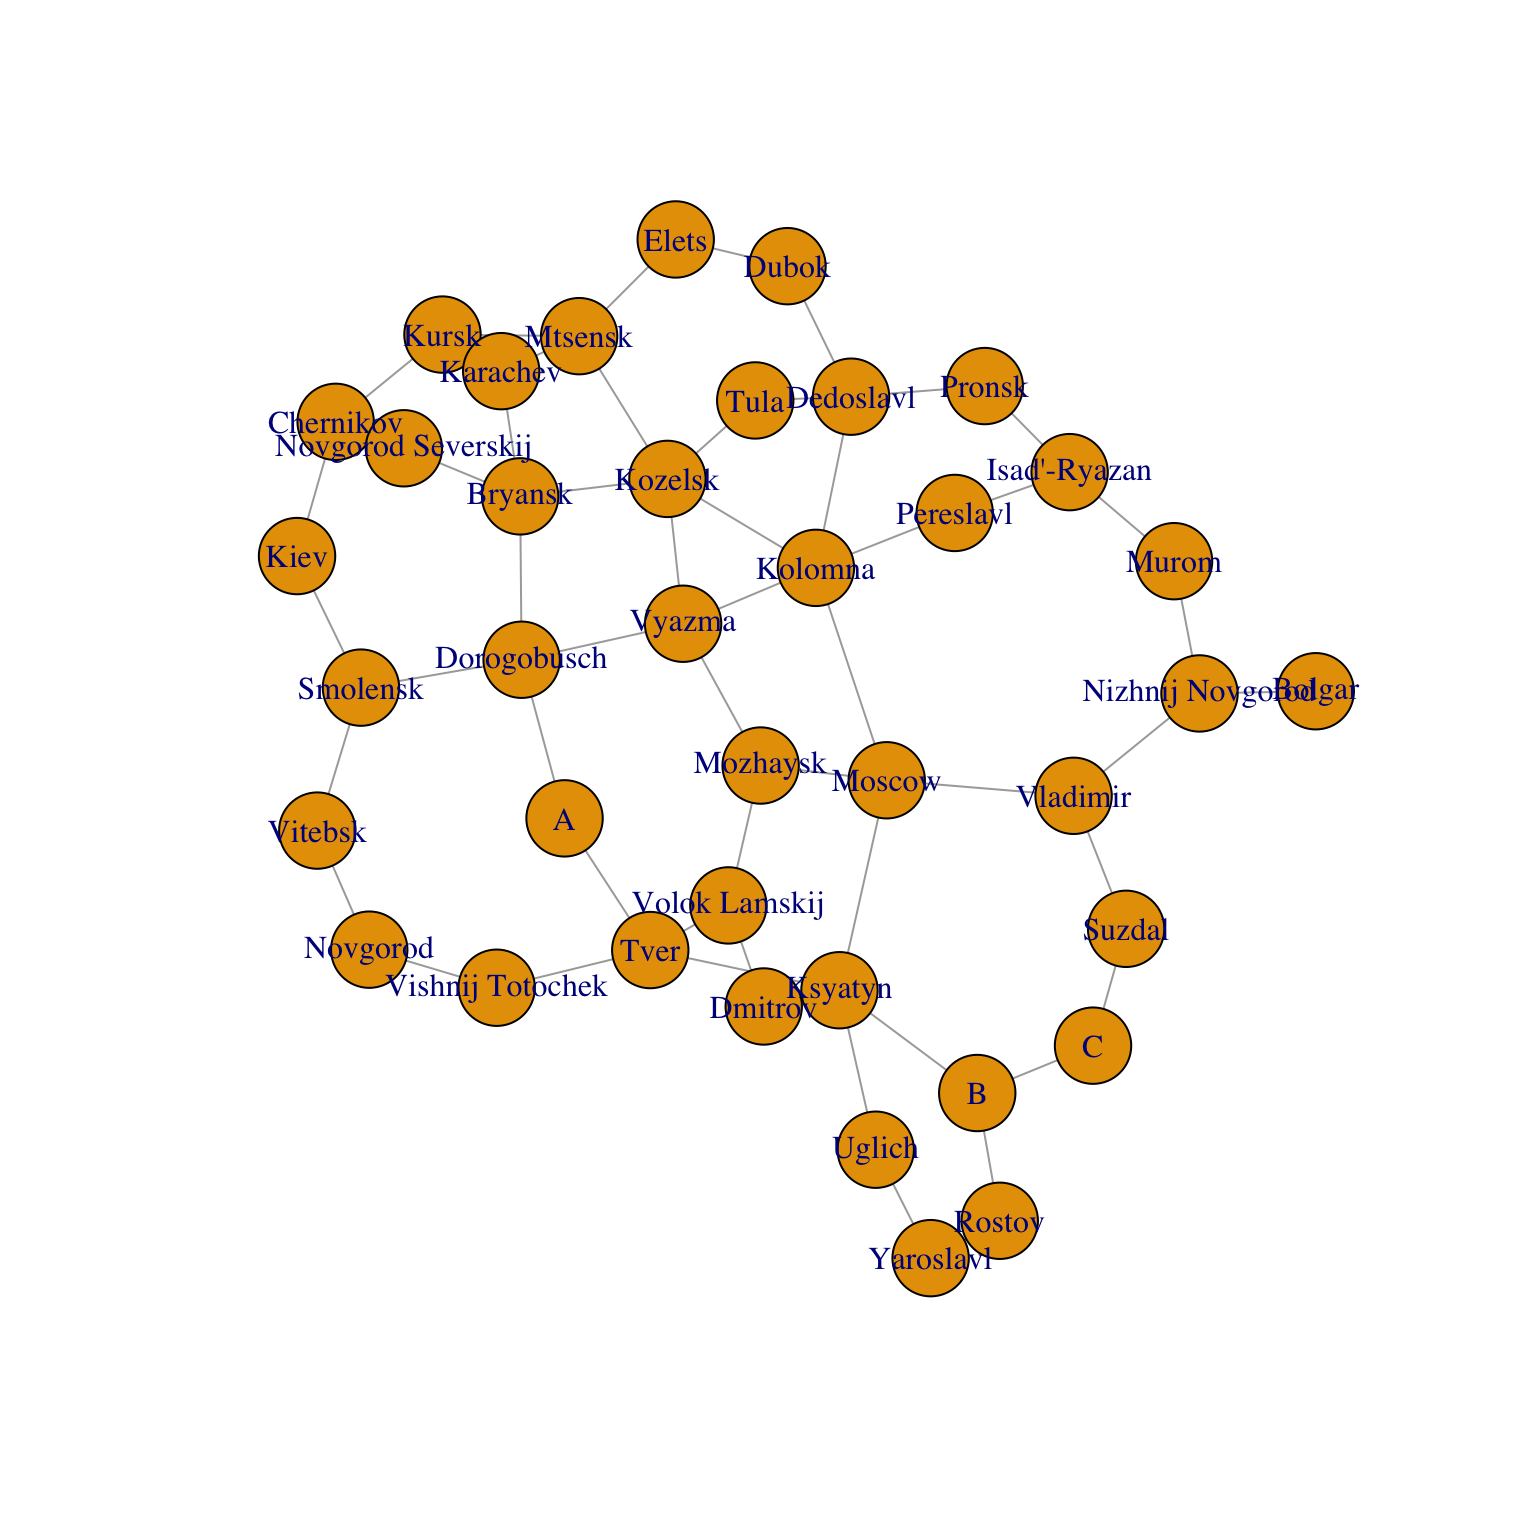 Elets
Dubok
Kursk
Mtsensk
Karachev
Pronsk
Tula
Dedoslavl
Chernikov
Novgorod Severskij
Isad'-Ryazan
Kozelsk
Bryansk
Pereslavl
Kiev
Murom
Kolomna
Vyazma
Dorogobusch
Smolensk
Nizhnij Novgorod
Bolgar
Mozhaysk
Moscow
Vladimir
A
Vitebsk
Volok Lamskij
Suzdal
Novgorod
Tver
Vishnij Totochek
Ksyatyn
Dmitrov
C
B
Uglich
Rostov
Yaroslavl